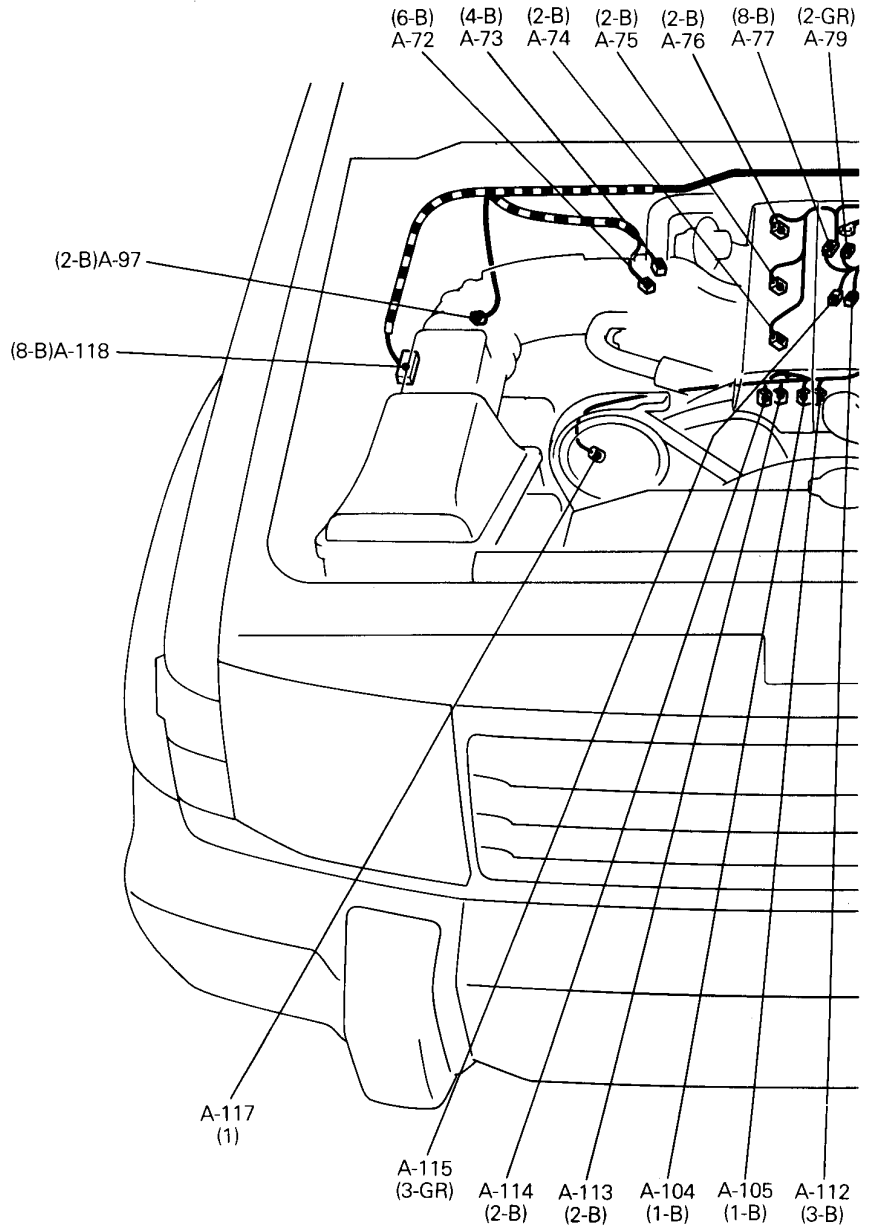 (6-B) (4-B) (2-B) (2-B) (2-B) (8-B) (2-GR)
A-72 A-73 A-74 A-75 A-76 A-77 A-79
(2-B)A-97
(8-B)A-118
A-117
(1)
A-115
(3-GR)
A-114 A-113 A-104 A-105 A-112
(2-B) (2-B) (1-B) (1-B) (3-B)